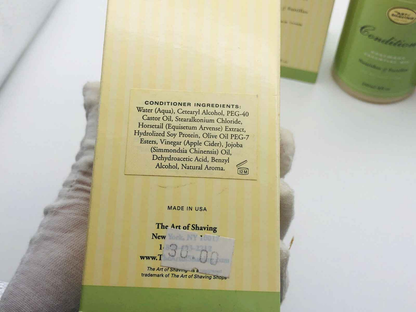 CONDITIONER INGREDIENTS:
Water (Aqua), Cetearyl Alcohol, PEG-40
Castor Oil, Stearalkonium Chloride,
Horsetail (Equisetum Arvense) Extract,
Hydrolized Soy Protein, Olive Oil PEG-7
Esters, Vinegar (Apple Cider), Jojoba
(Simmondsia Chinensis) Oil,
Dehydroacetic Acid, Benzyl
Alcohol, Natural Aroma.
12M
MADE IN USA
The Art of Shaving
New
30.00
www.T
The Art of Shaving
trademark of The Art of Shaving Shops
Conditioner